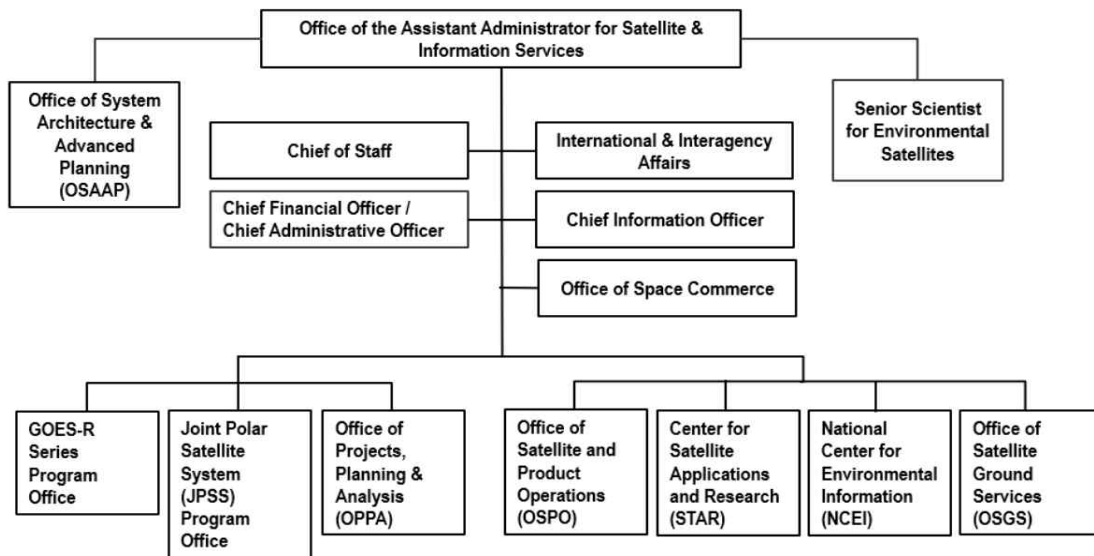 Office of the Assistant Administrator for Satellite &
Information Services
Office of System
Architecture &
Advanced
Planning
(OSAAP)
Senior Scientist
for Environmental
Satellites
Chief of Staff
International & Interagency
Affairs
Chief Financial Officer /
Chief Administrative Officer
Chief Information Officer
Office of Space Commerce
GOES-R
Series
Program
Office
Joint Polar
Satellite
System
(JPSS)
Program
Office
Office of
Projects,
Planning &
Analysis
(OPPA)
Office of
Satellite and
Product
Operations
(OSPO)
Center for
Satellite
Applications
and Research
(STAR)
National
Center for
Environmental
Information
(NCEI)
Office of
Satellite
Ground
Services
(OSGS)